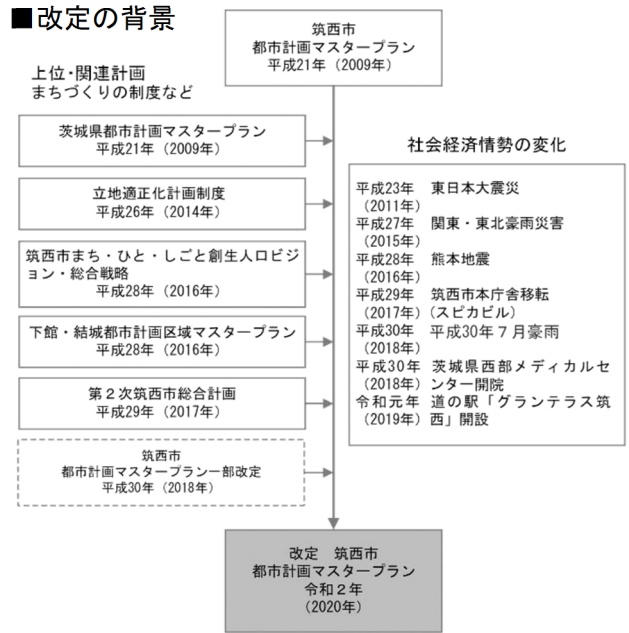 ■改定の背景
筑西市
都市計画マスタープラン
平成21年（2009年）
上位・関連計画
まちづくりの制度など
茨城県都市計画マスタープラン
平成21年（2009年）
立地適正化計画制度
平成26年（2014年）
筑西市まち・ひと・しごと創生人口ビジ
ョン・総合戦略
平成28年（2016年）
下館・結城都市計画区域マスタープラン
平成28年（2016年）
第２次筑西市総合計画
平成29年（2017年）
筑西市
都市計画マスタープラン一部改定
平成30年（2018年）
社会経済情勢の変化
平成23年　東日本大震災
（2011年）
平成27年　関東・東北豪雨災害
（2015年）
平成28年　熊本地震
（2016年）
平成29年　筑西市本庁舎移転
（2017年）（スピカビル）
平成30年　平成30年７月豪雨
（2018年）
平成30年　茨城県西部メディカルセ
（2018年）ンター開院
令和元年　道の駅「グランテラス筑
（2019年）西」開設
改定　筑西市
都市計画マスタープラン
令和２年
（2020年）